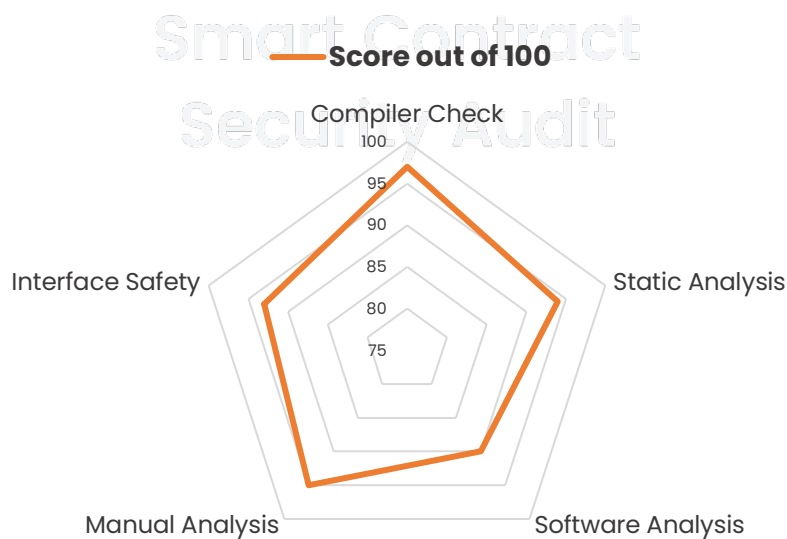 Smart Contract
Score out of 100
Security Audit
Compiler Check
100
95
90
85
80
75
Interface Safety
Static Analysis
Manual Analysis
Software Analysis